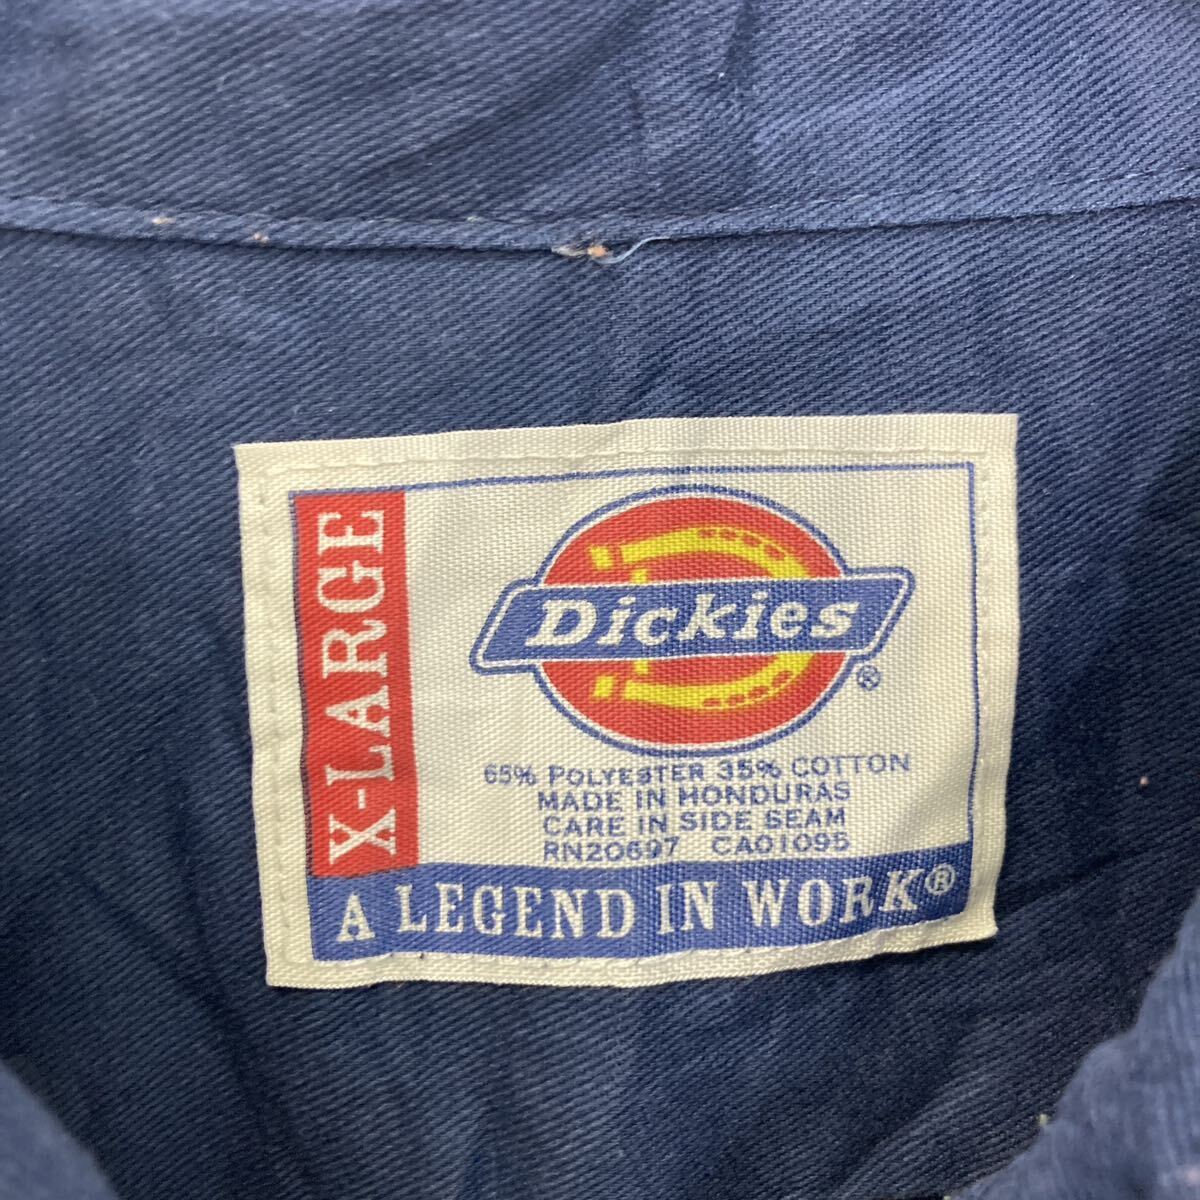 X-LARGE
Dickies®
65% POLYESTER 35% COTTON
MADE IN HONDURAS
CARE IN SIDE SEAM
RN20697 CA01095
A LEGEND IN WORK®